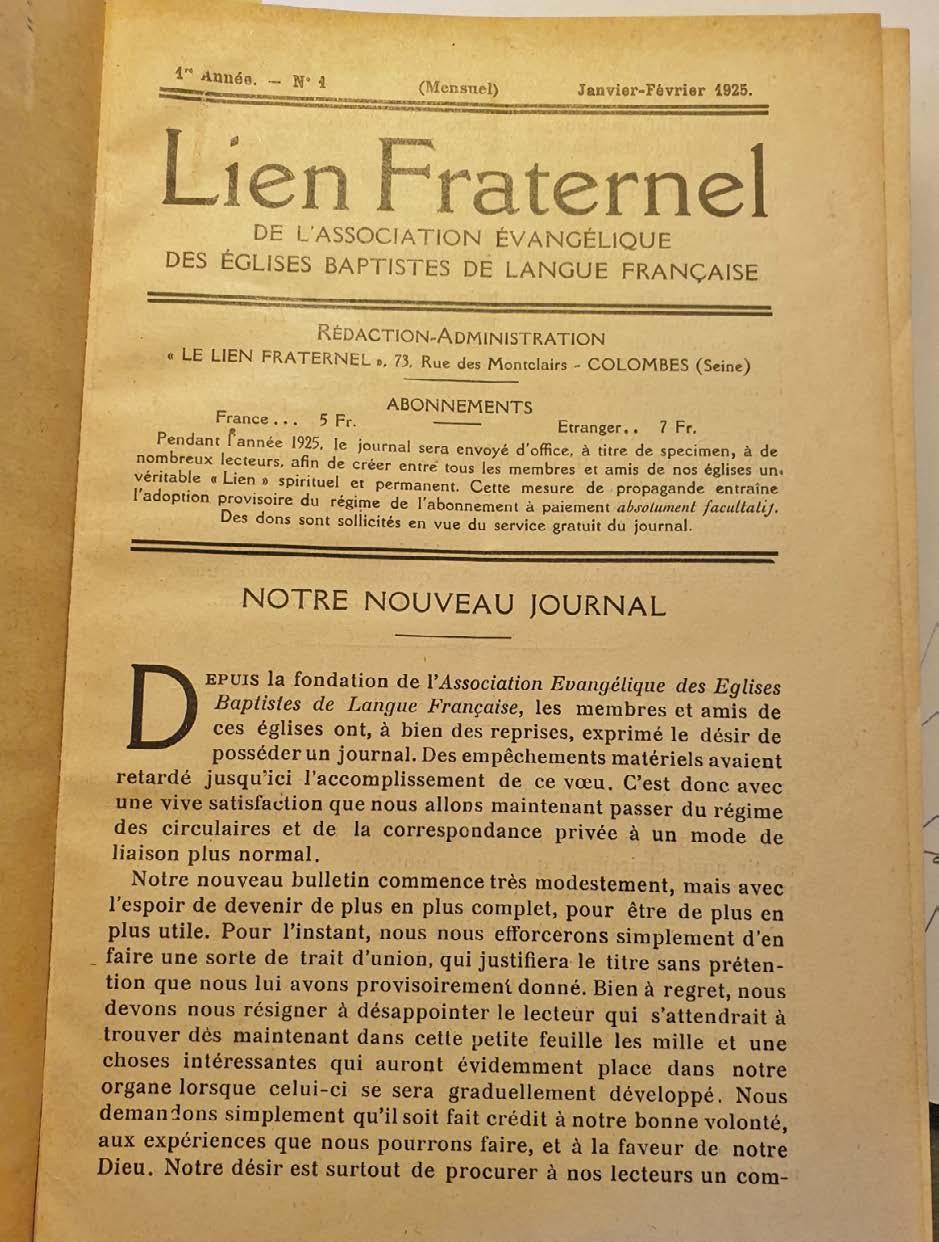 1re Année. — N° 1 (Mensuel) Janvier-Février 1925.
Lien Fraternel
DE L'ASSOCIATION ÉVANGÉLIQUE
DES ÉGLISES BAPTISTES DE LANGUE FRANÇAISE
RÉDACTION-ADMINISTRATION
« LE LIEN FRATERNEL », 73, Rue des Montclairs - COLOMBES (Seine)
ABONNEMENTS
France... 5 Fr. Etranger.. 7 Fr.
Pendant l'année 1925, le journal sera envoyé d'office, à titre de specimen, à de
nombreux lecteurs, afin de créer entre tous les membres et amis de nos églises un
véritable « Lien » spirituel et permanent. Cette mesure de propagande entraîne
l'adoption provisoire du régime de l'abonnement à paiement absolument facultatif.
Des dons sont sollicités en vue du service gratuit du journal.
NOTRE NOUVEAU JOURNAL
DEPUIS la fondation de l'Association Evangélique des Eglises
Baptistes de Langue Française, les membres et amis de
ces églises ont, à bien des reprises, exprimé le désir de
posséder un journal. Des empêchements matériels avaient
retardé jusqu'ici l'accomplissement de ce vœu. C'est donc avec
une vive satisfaction que nous allons maintenant passer du régime
des circulaires et de la correspondance privée à un mode de
liaison plus normal.
Notre nouveau bulletin commence très modestement, mais avec
l'espoir de devenir de plus en plus complet, pour être de plus en
plus utile. Pour l'instant, nous nous efforcerons simplement d'en
faire une sorte de trait d'union, qui justifiera le titre sans préten-
tion que nous lui avons provisoirement donné. Bien à regret, nous
devons nous résigner à désappointer le lecteur qui s'attendrait à
trouver dès maintenant dans cette petite feuille les mille et une
choses intéressantes qui auront évidemment place dans notre
organe lorsque celui-ci se sera graduellement développé. Nous
demandons simplement qu'il soit fait crédit à notre bonne volonté,
aux expériences que nous pourrons faire, et à la faveur de notre
Dieu. Notre désir est surtout de procurer à nos lecteurs un com-